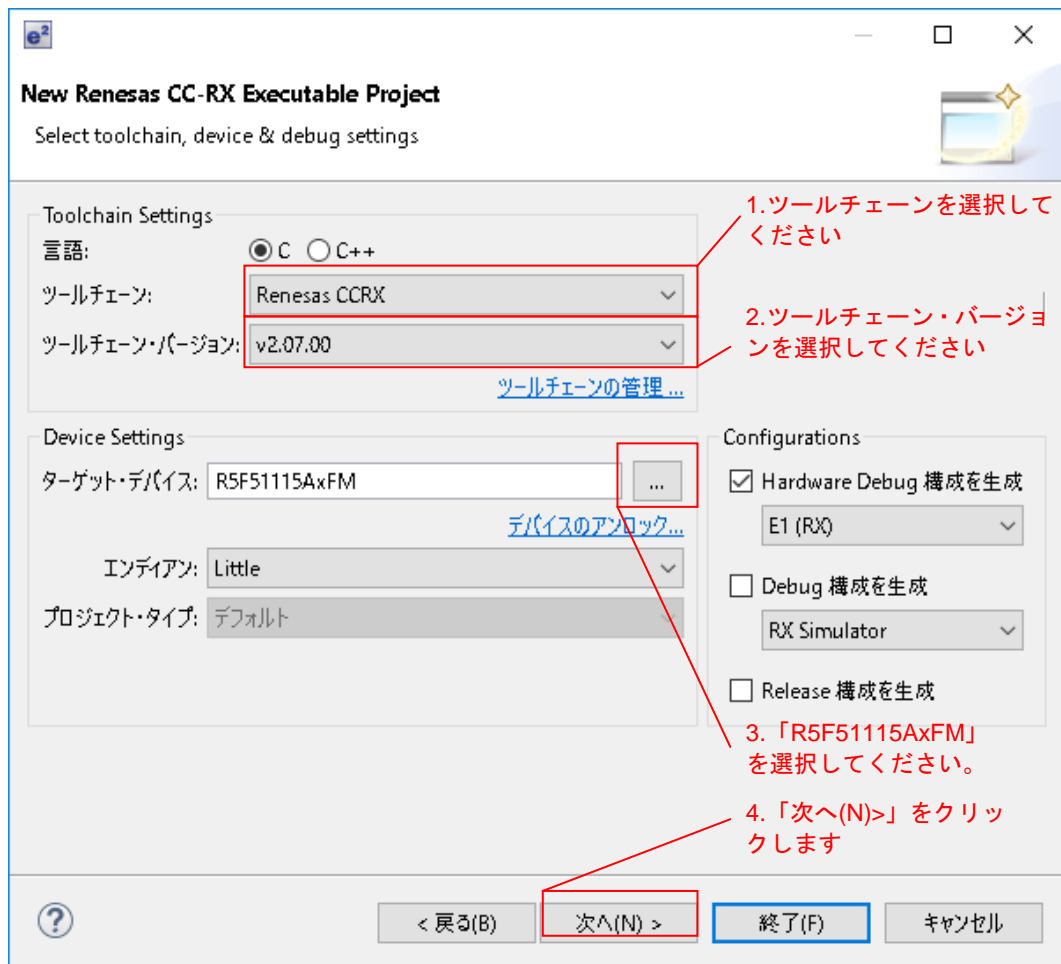 e²
New Renesas CC-RX Executable Project
Select toolchain, device & debug settings
Toolchain Settings
言語:
C
C++
ツールチェーン:
Renesas CCRX
ツールチェーン・バージョン:
v2.07.00
ツールチェーンの管理 ...
1.ツールチェーンを選択して
ください
2.ツールチェーン・バージョ
ンを選択してください
Device Settings
ターゲット・デバイス:
R5F51115AxFM
...
デバイスのアンロック...
エンディアン:
Little
プロジェクト・タイプ:
デフォルト
Configurations
Hardware Debug 構成を生成
E1 (RX)
Debug 構成を生成
RX Simulator
Release 構成を生成
3.「R5F51115AxFM」
を選択してください。
4.「次へ(N)>」をクリッ
クします
?
< 戻る(B)
次へ(N) >
終了(F)
キャンセル